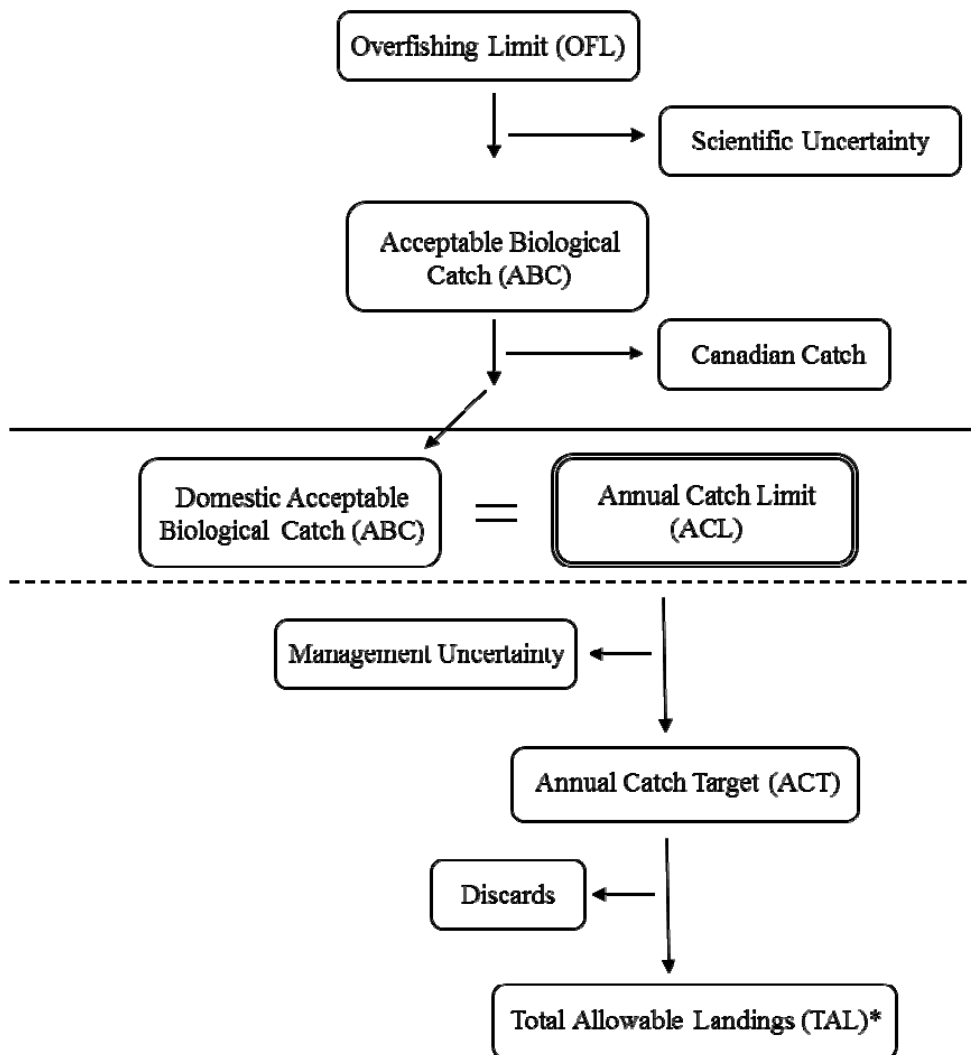 Overfishing Limit (OFL)
Scientific Uncertainty
Acceptable Biological
Catch (ABC)
Canadian Catch
Domestic Acceptable
Biological Catch (ABC)
=
Annual Catch Limit
(ACL)
Management Uncertainty
Annual Catch Target (ACT)
Discards
Total Allowable Landings (TAL)*